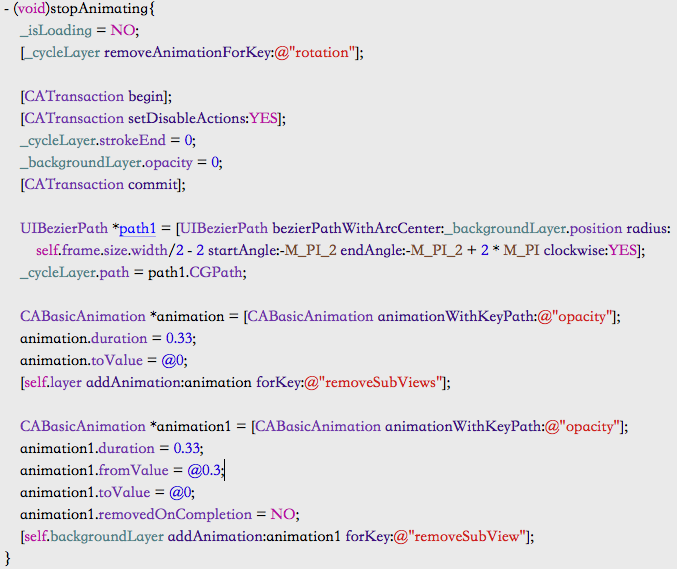 - (void)stopAnimating{
_isLoading = NO;
[_cycleLayer removeAnimationForKey:@"rotation"];
[CATransaction begin];
[CATransaction setDisableActions:YES];
_cycleLayer.strokeEnd = 0;
_backgroundLayer.opacity = 0;
[CATransaction commit];
UIBezierPath *path1 = [UIBezierPath bezierPathWithArcCenter:_backgroundLayer.position radius:
self.frame.size.width/2 - 2 startAngle:-M_PI_2 endAngle:-M_PI_2 + 2 * M_PI clockwise:YES];
_cycleLayer.path = path1.CGPath;
CABasicAnimation *animation = [CABasicAnimation animationWithKeyPath:@"opacity"];
animation.duration = 0.33;
animation.toValue = @0;
[self.layer addAnimation:animation forKey:@"removeSubViews"];
CABasicAnimation *animation1 = [CABasicAnimation animationWithKeyPath:@"opacity"];
animation1.duration = 0.33;
animation1.fromValue = @0.3;
animation1.toValue = @0;
animation1.removedOnCompletion = NO;
[self.backgroundLayer addAnimation:animation1 forKey:@"removeSubView"];
}